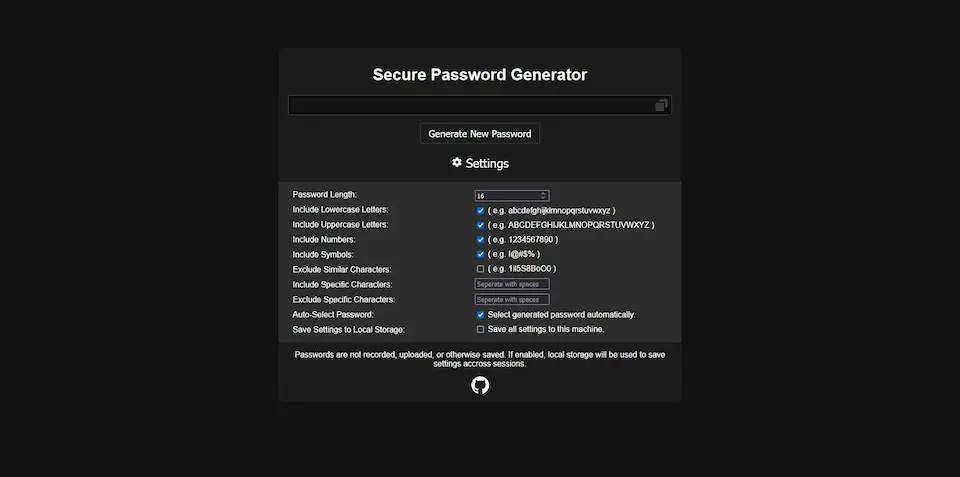 Secure Password Generator
Generate New Password
Settings
Password Length: 16
Include Lowercase Letters: ( e.g. abcdefghijklmnopqrstuvwxyz )
Include Uppercase Letters: ( e.g. ABCDEFGHIJKLMNOPQRSTUVWXYZ )
Include Numbers: ( e.g. 1234567890 )
Include Symbols: ( e.g. !@#$% )
Exclude Similar Characters: ( e.g. 1il5S8BoO0 )
Include Specific Characters: Seperate with spaces
Exclude Specific Characters: Seperate with spaces
Auto-Select Password: Select generated password automatically.
Save Settings to Local Storage: Save all settings to this machine.
Passwords are not recorded, uploaded, or otherwise saved. If enabled, local storage will be used to save
settings accross sessions.